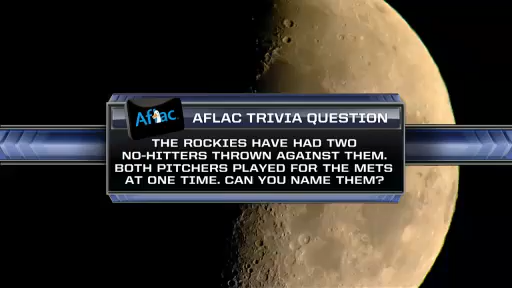 Aflac
AFLAC TRIVIA QUESTION
THE ROCKIES HAVE HAD TWO
NO-HITTERS THROWN AGAINST THEM.
BOTH PITCHERS PLAYED FOR THE METS
AT ONE TIME. CAN YOU NAME THEM?